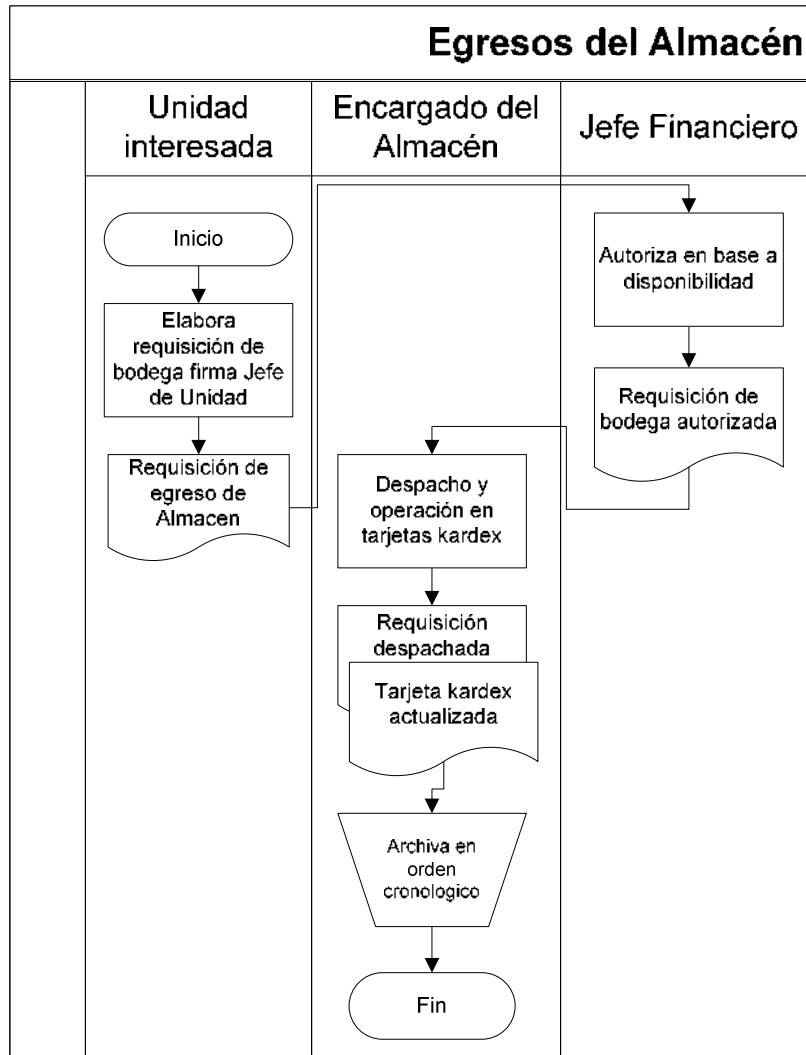 Egresos del Almacén
Unidad
interesada
Encargado del
Almacén
Jefe Financiero
Inicio
Elabora
requisición de
bodega firma Jefe
de Unidad
Requisición de
egreso de
Almacen
Autoriza en base a
disponibilidad
Requisición de
bodega autorizada
Despacho y
operación en
tarjetas kardex
Requisición
despachada
Tarjeta kardex
actualizada
Archiva en
orden
cronologico
Fin